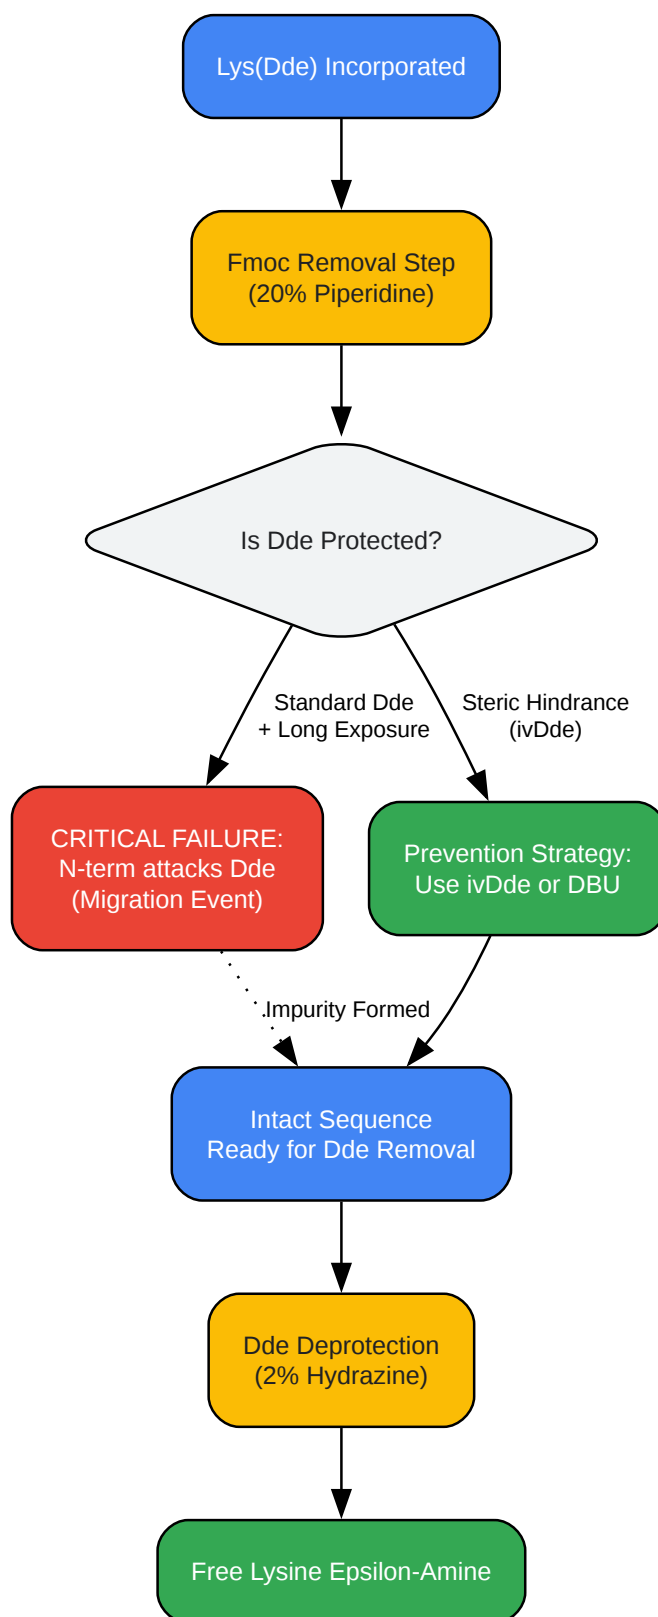 Lys(Dde) Incorporated
Fmoc Removal Step
(20% Piperidine)
Is Dde Protected?
Standard Dde
+ Long Exposure
Steric Hindrance
(ivDde)
CRITICAL FAILURE:
N-term attacks Dde
(Migration Event)
Prevention Strategy:
Use ivDde or DBU
Impurity Formed
Intact Sequence
Ready for Dde Removal
Dde Deprotection
(2% Hydrazine)
Free Lysine Epsilon-Amine